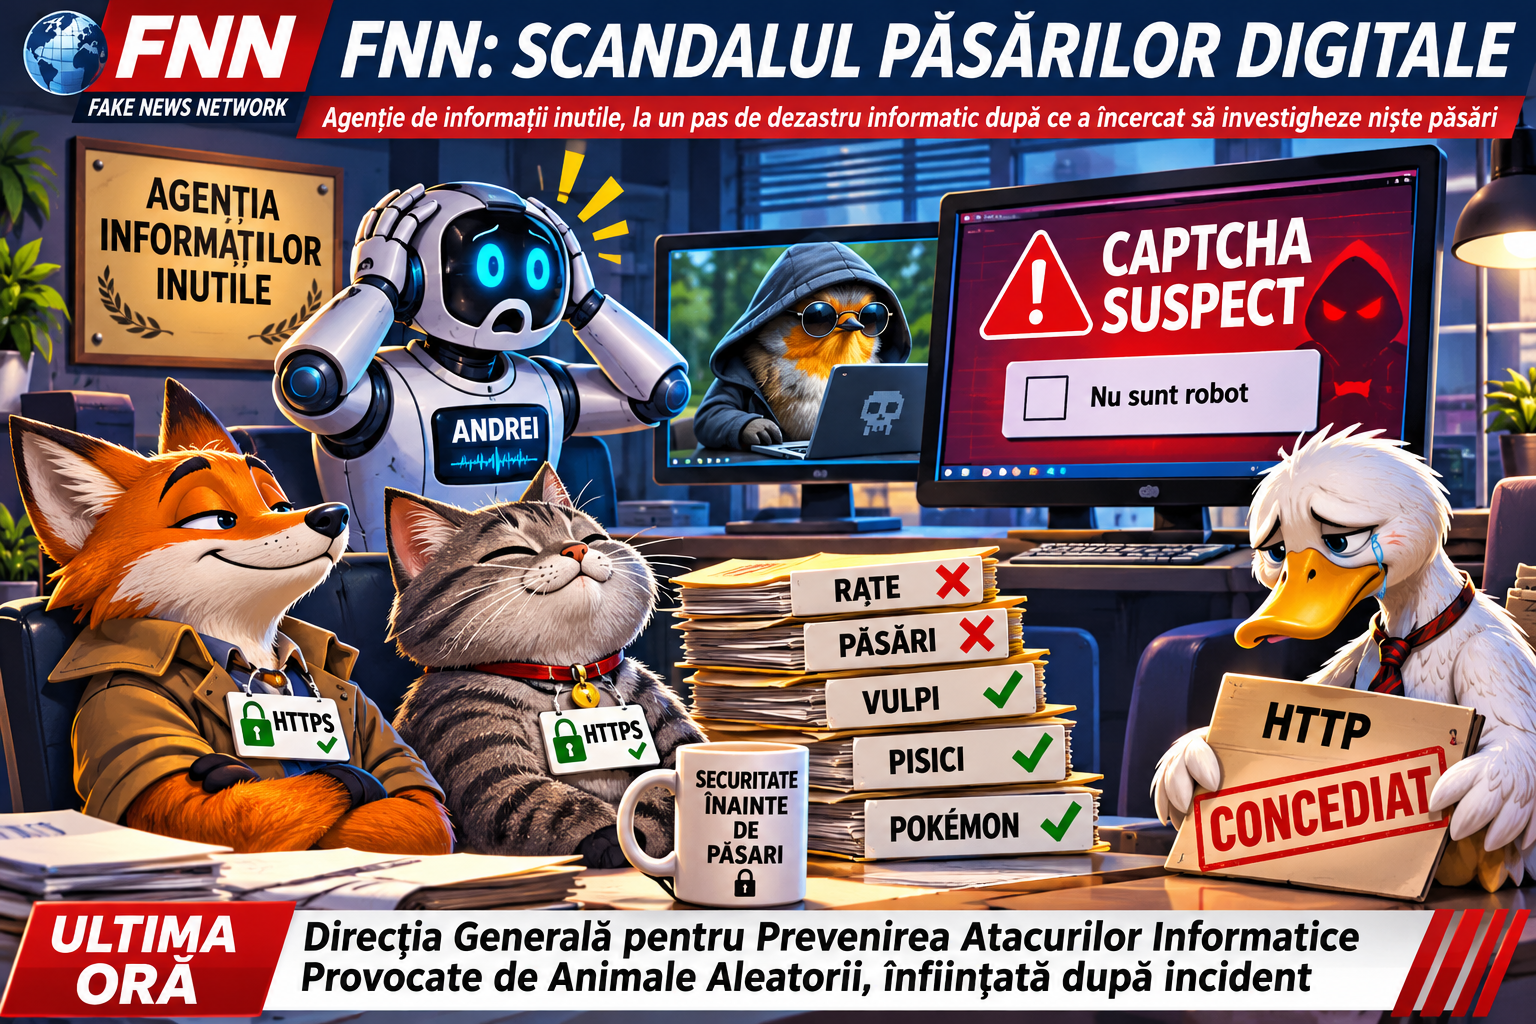 FNN
FAKE NEWS NETWORK
FNN: SCANDALUL PĂSĂRILOR DIGITALE
Agenție de informații inutile, la un pas de dezastru informatic după ce a încercat să investigheze niște păsări
AGENȚIA
INFORMAȚIILOR
INUTILE
ANDREI
CAPTCHA
SUSPECT
Nu sunt robot
HTTPS
HTTPS
RAȚE
PĂSĂRI
VULPI
PISICI
POKÉMON
SECURITATE
ÎNAINTE
DE
PĂSARI
HTTP
CONCEDIAT
ULTIMA
ORĂ
Direcția Generală pentru Prevenirea Atacurilor Informatice
Provocate de Animale Aleatorii, înființată după incident